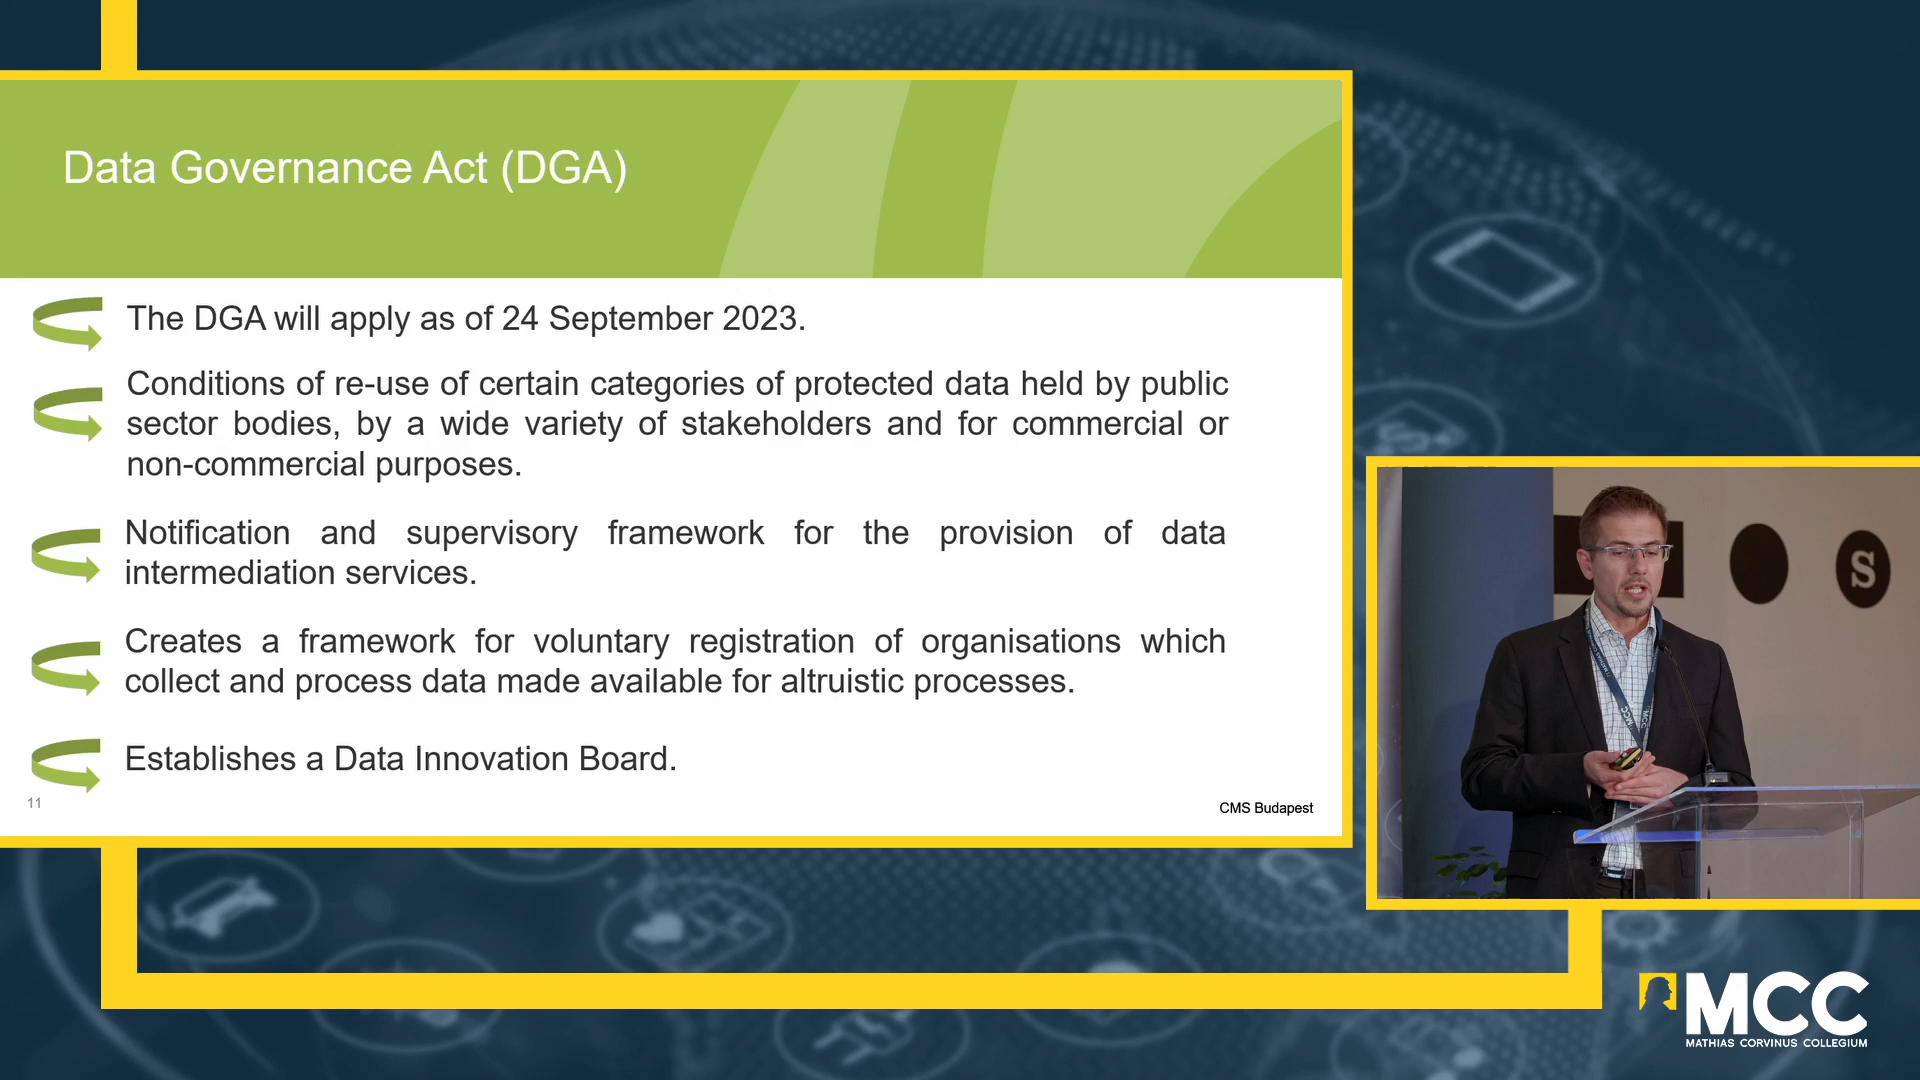 Data Governance Act (DGA)
The DGA will apply as of 24 September 2023.
Conditions of re-use of certain categories of protected data held by public
sector bodies, by a wide variety of stakeholders and for commercial or
non-commercial purposes.
Notification and supervisory framework for the provision of data
intermediation services.
Creates a framework for voluntary registration of organisations which
collect and process data made available for altruistic processes.
Establishes a Data Innovation Board.
11
CMS Budapest
S
MCC
MCC
MCC
MATHIAS CORVINUS COLLEGIUM